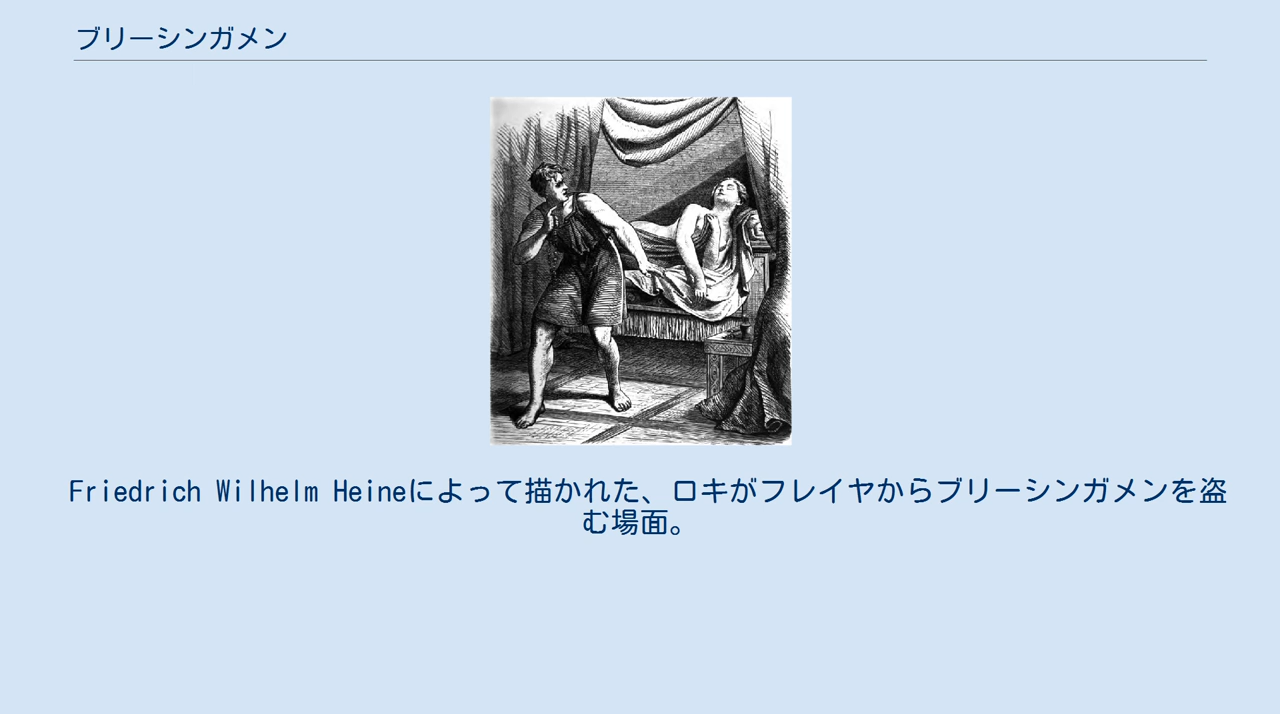 ブリーシンガメン
Friedrich Wilhelm Heineによって描かれた、ロキがフレイヤからブリーシンガメンを盗
む場面。